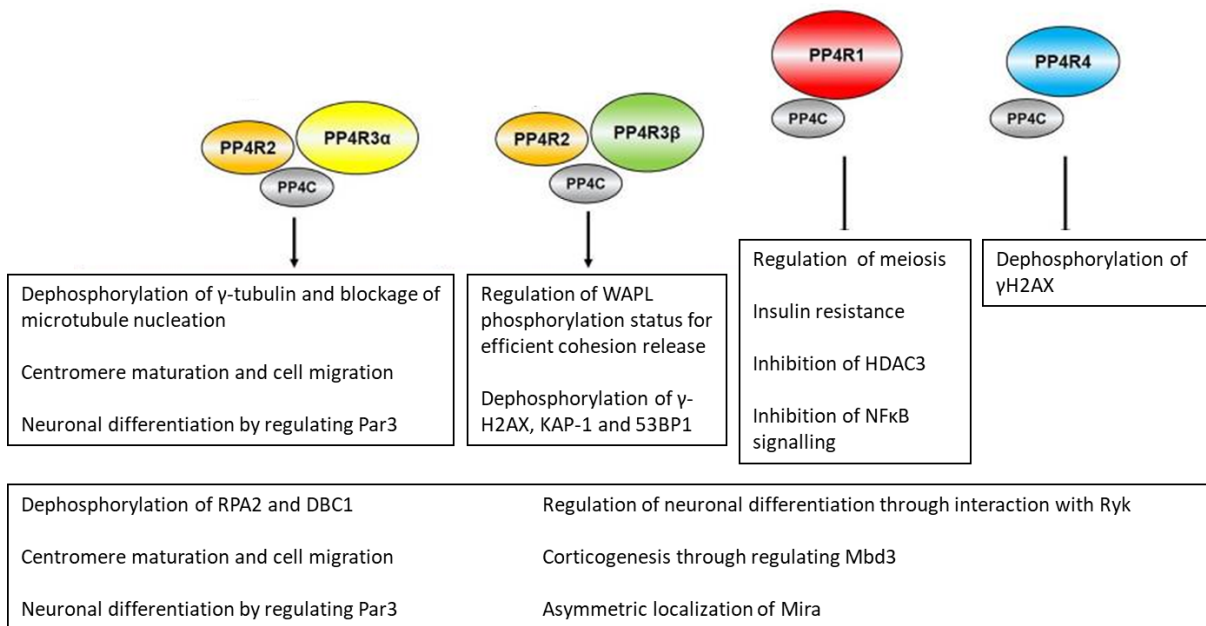 PP4R2
PP4R3α
PP4C
PP4R2
PP4R3β
PP4C
PP4R1
PP4C
PP4R4
PP4C
Dephosphorylation of γ-tubulin and blockage of
microtubule nucleation
Centromere maturation and cell migration
Neuronal differentiation by regulating Par3
Regulation of WAPL
phosphorylation status for
efficient cohesion release
Dephosphorylation of γ-
H2AX, KAP-1 and 53BP1
Regulation of meiosis
Insulin resistance
Inhibition of HDAC3
Inhibition of NFκB
signalling
Dephosphorylation of
γH2AX
Dephosphorylation of RPA2 and DBC1
Centromere maturation and cell migration
Neuronal differentiation by regulating Par3
Regulation of neuronal differentiation through interaction with Ryk
Corticogenesis through regulating Mbd3
Asymmetric localization of Mira